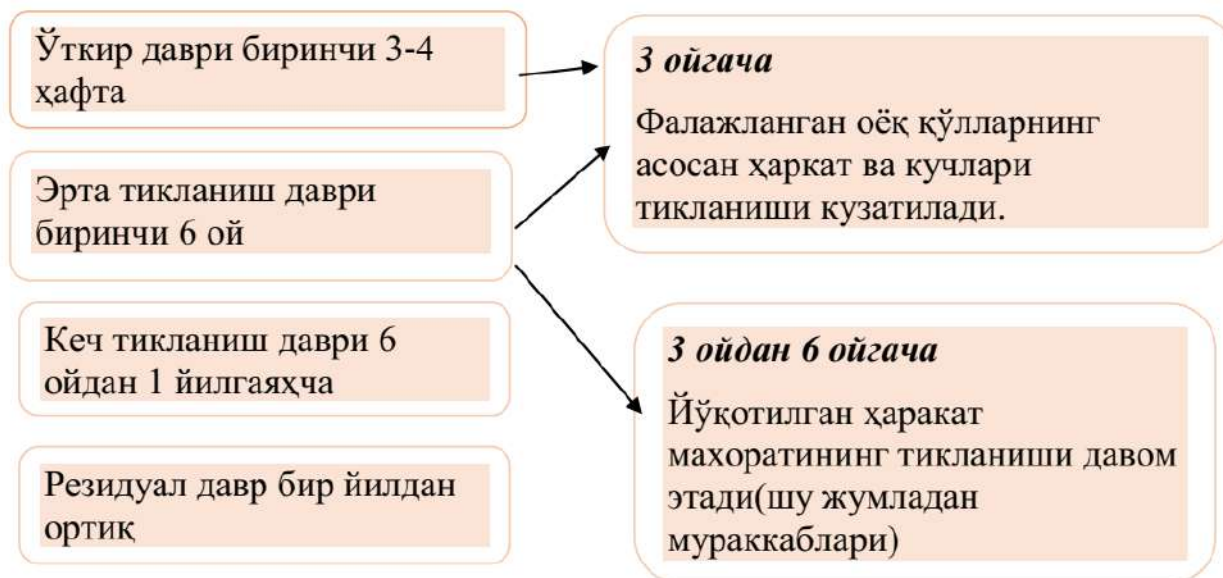 Ўткир даври биринчи 3-4
ҳафта
Эрта тикланиш даври
биринчи 6 ой
Кеч тикланиш даври 6
ойдан 1 йилгаяҳча
Резидуал давр бир йилдан
ортиқ
3 ойгача
Фалажланган оёқ қўлларнинг
асосан ҳаркат ва кучлари
тикланиши кузатилади.
3 ойдан 6 ойгача
Йўқотилган ҳаракат
махоратининг тикланиши давом
этади(шу жумладан
мураккаблари)